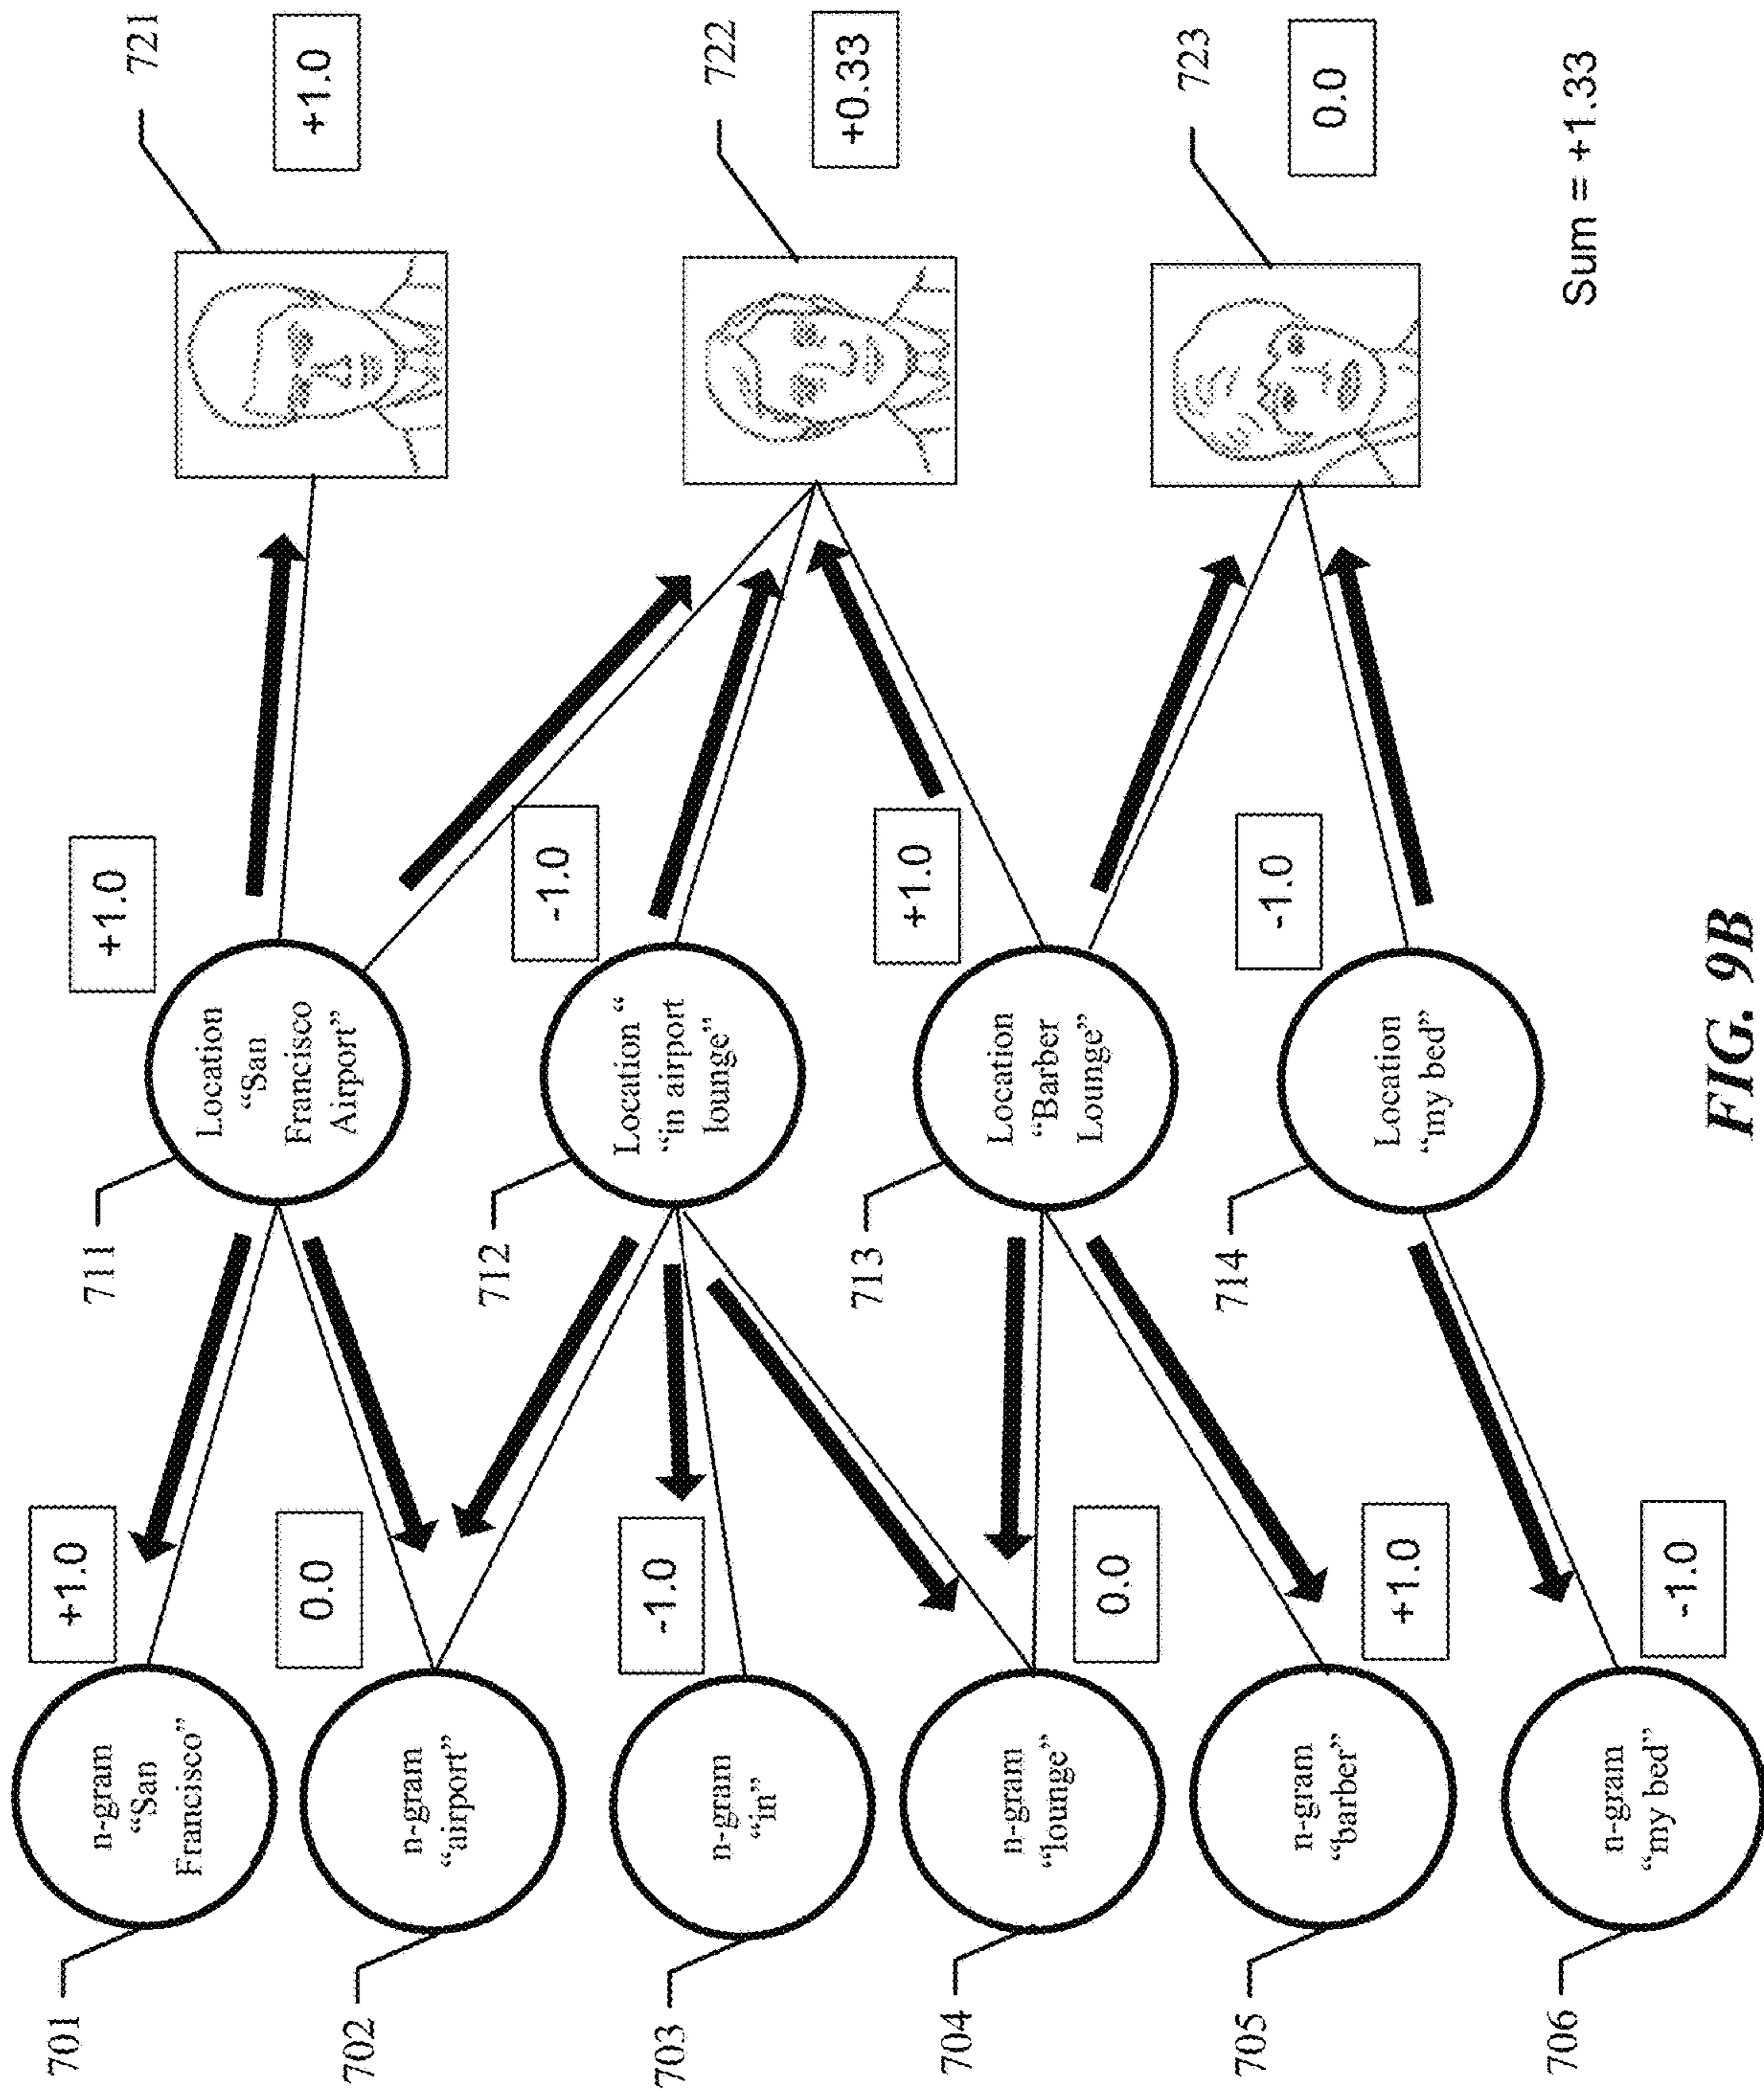 701
n-gram
“San
Francisco”
+1.0
702
n-gram
“airport”
0.0
703
n-gram
“in”
-1.0
704
n-gram
“lounge”
0.0
705
n-gram
“barber”
+1.0
706
n-gram
“my bed”
-1.0
711
Location
“San
Francisco
Airport”
+1.0
712
Location“
“in airport
lounge”
-1.0
713
Location
“Barber
Lounge”
+1.0
714
Location
“my bed”
-1.0
721
+1.0
722
+0.33
723
0.0
Sum = +1.33
FIG. 9B